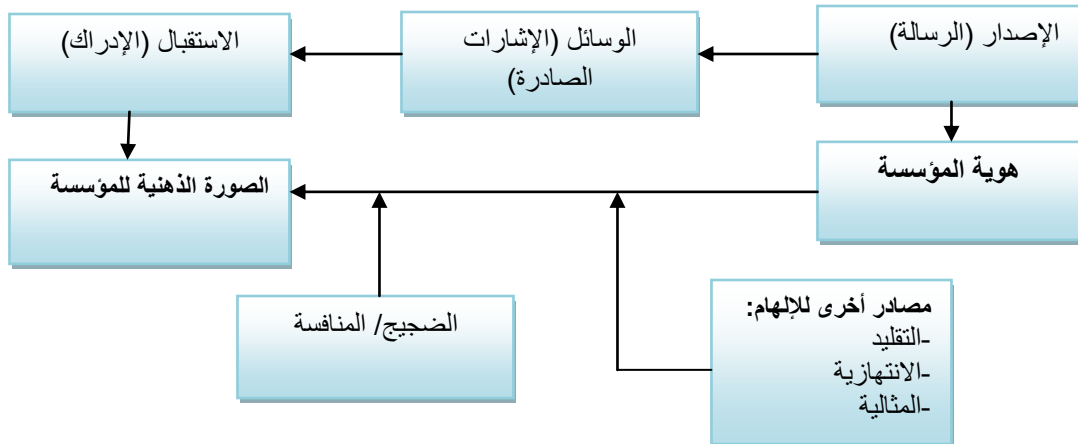 الإصدار (الرسالة)
الوسائل (الإشارات
الصادرة)
الاستقبال (الإدراك)
هوية المؤسسة
الصورة الذهنية للمؤسسة
مصادر أخرى للإلهام:
-التقليد
-الانتهازية
-المثالية
الضجيج/ المنافسة